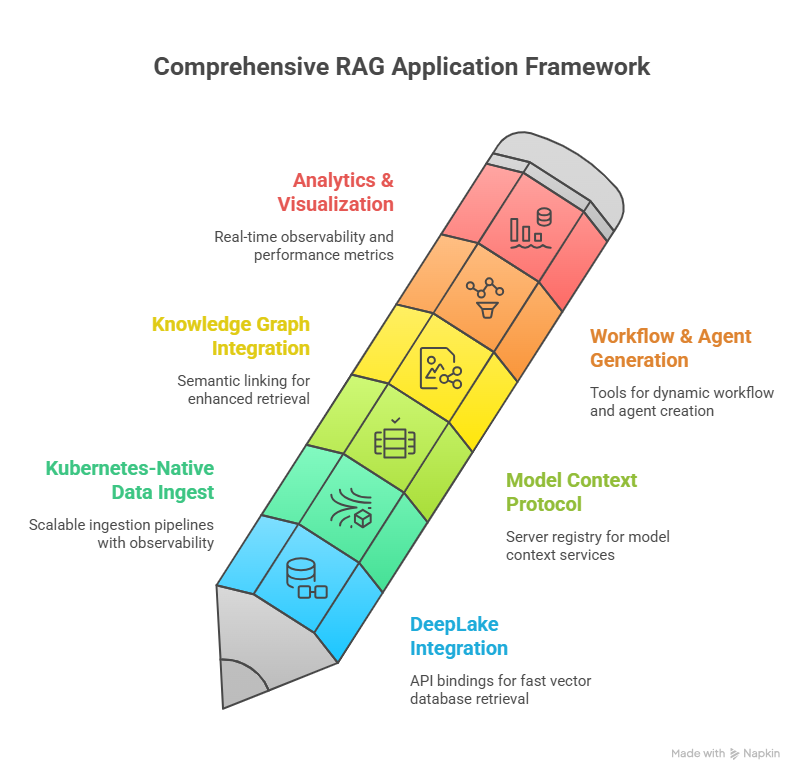 Comprehensive RAG Application Framework
Analytics &
Visualization
Real-time observability and
performance metrics
Knowledge Graph
Integration
Semantic linking for
enhanced retrieval
Workflow & Agent
Generation
Tools for dynamic workflow
and agent creation
Kubernetes-Native
Data Ingest
Scalable ingestion pipelines
with observability
Model Context
Protocol
Server registry for model
context services
DeepLake
Integration
API bindings for fast vector
database retrieval
Made with Napkin